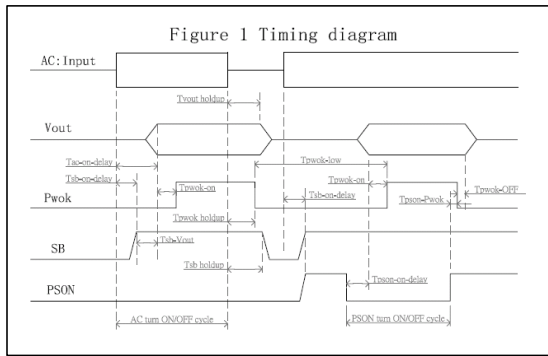 Figure 1 Timing diagram
AC:Input
Tvout holdup
Vout
Tac-on-delay
Tpwok-low
Tsb-on-delay
Tpwok-on
Tpwok-on
Tpwok-OFF
Pwok
Tsb-on-delay
Tpson-Pwok
Tpwok holdup
Tsb-Vout
SB
Tsb holdup
PSON
Tpson-on-delay
AC turn ON/OFF cycle
PSON turn ON/OFF cycle